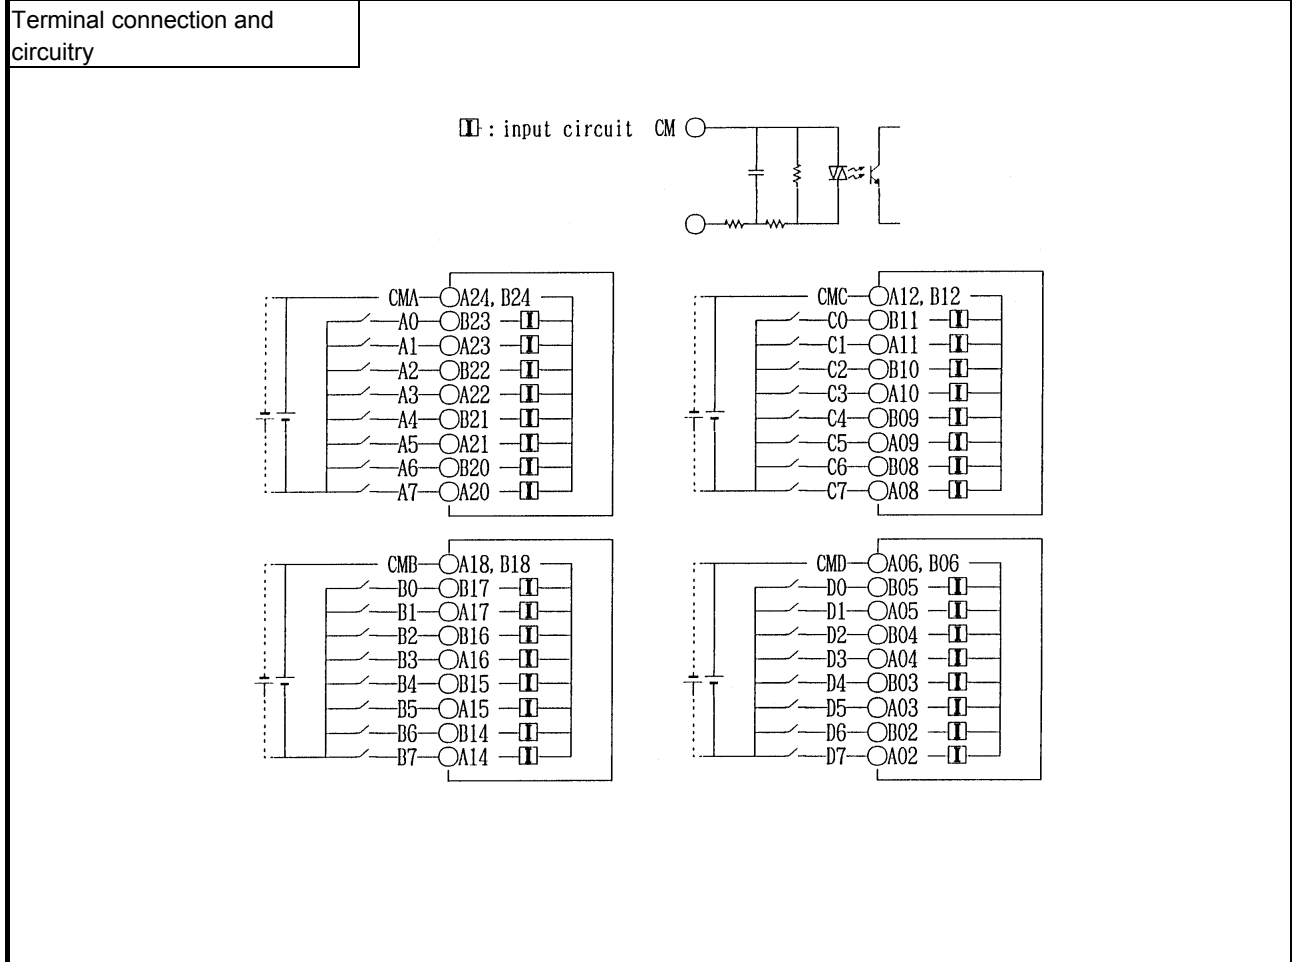 Terminal connection and
circuitry
I : input circuit CM
CMA A24, B24
A0 B23 I
A1 A23 I
A2 B22 I
A3 A22 I
A4 B21 I
A5 A21 I
A6 B20 I
A7 A20 I
CMC A12, B12
C0 B11 I
C1 A11 I
C2 B10 I
C3 A10 I
C4 B09 I
C5 A09 I
C6 B08 I
C7 A08 I
CMB A18, B18
B0 B17 I
B1 A17 I
B2 B16 I
B3 A16 I
B4 B15 I
B5 A15 I
B6 B14 I
B7 A14 I
CMD A06, B06
D0 B05 I
D1 A05 I
D2 B04 I
D3 A04 I
D4 B03 I
D5 A03 I
D6 B02 I
D7 A02 I